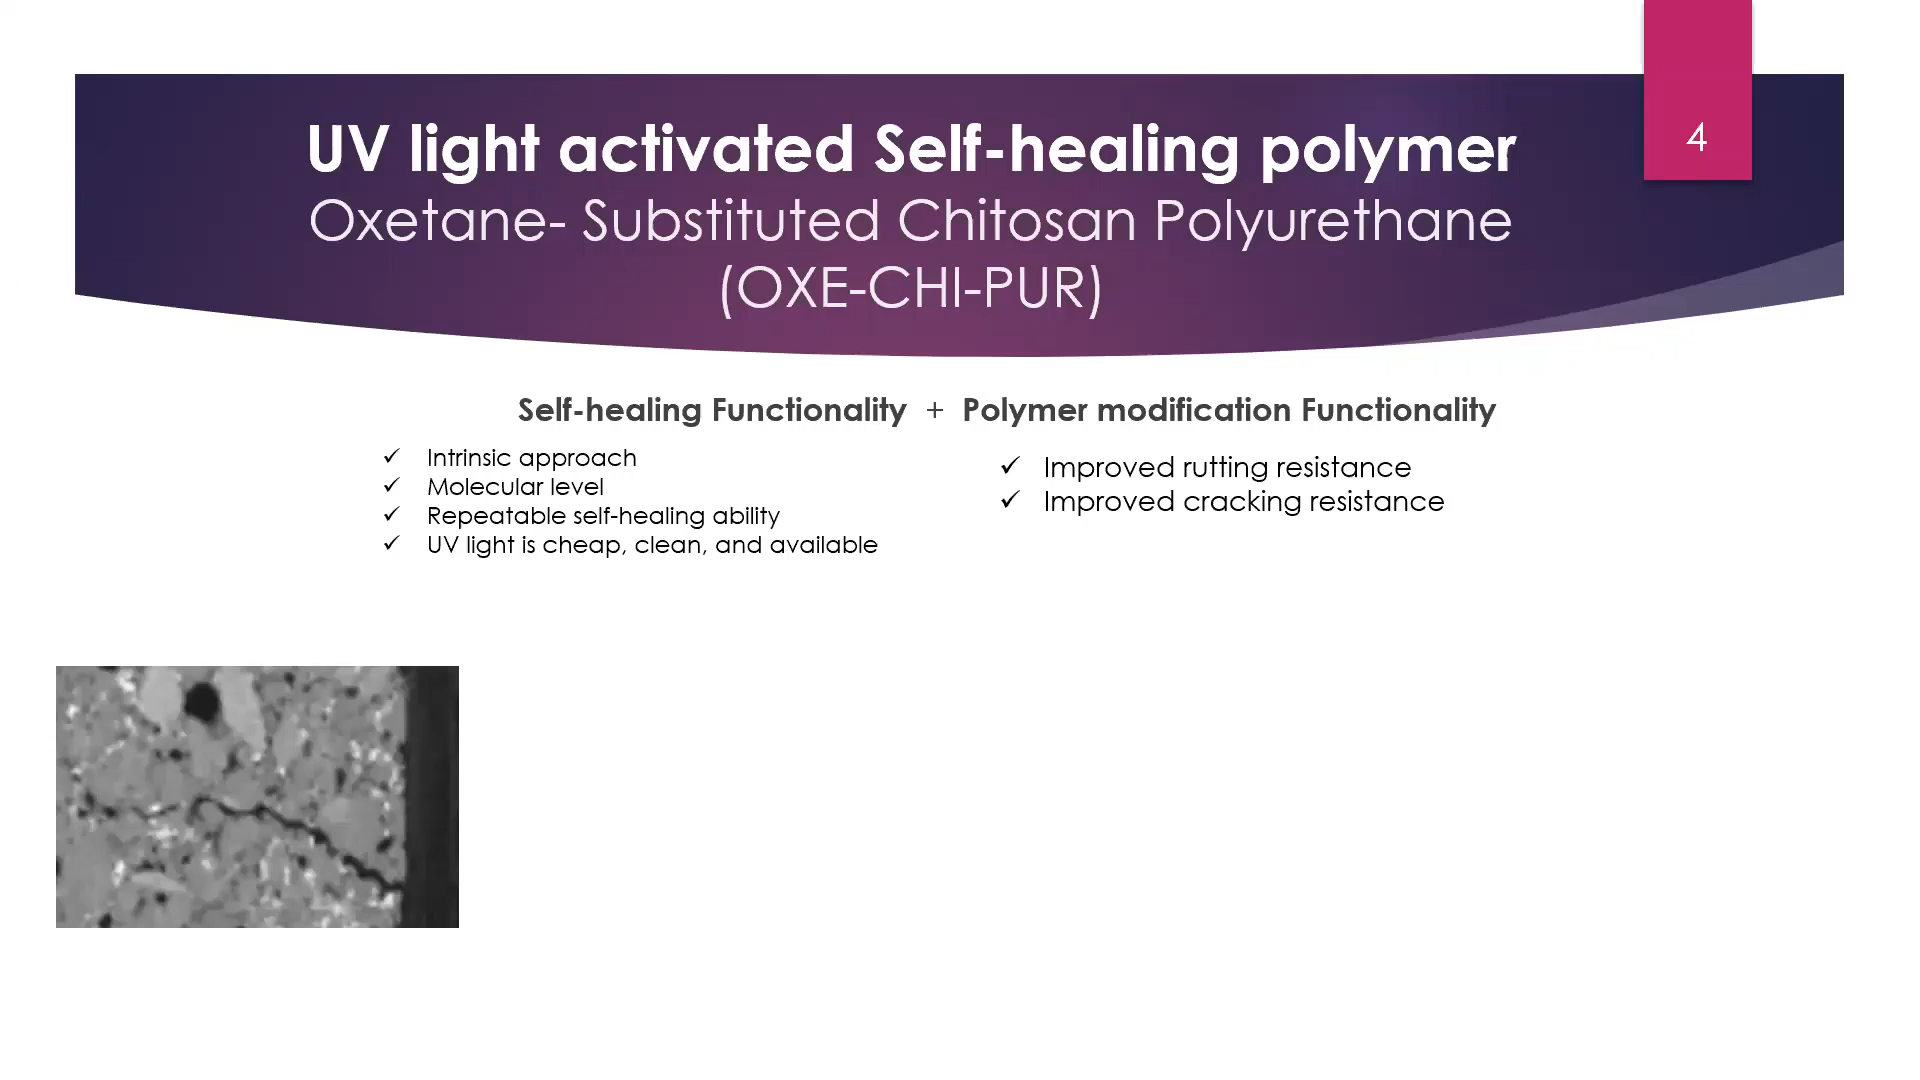 4
UV light activated Self-healing polymer
Oxetane- Substituted Chitosan Polyurethane
(OXE-CHI-PUR)
Self-healing Functionality + Polymer modification Functionality
✓ Intrinsic approach
✓ Molecular level
✓ Repeatable self-healing ability
✓ UV light is cheap, clean, and available
✓ Improved rutting resistance
✓ Improved cracking resistance